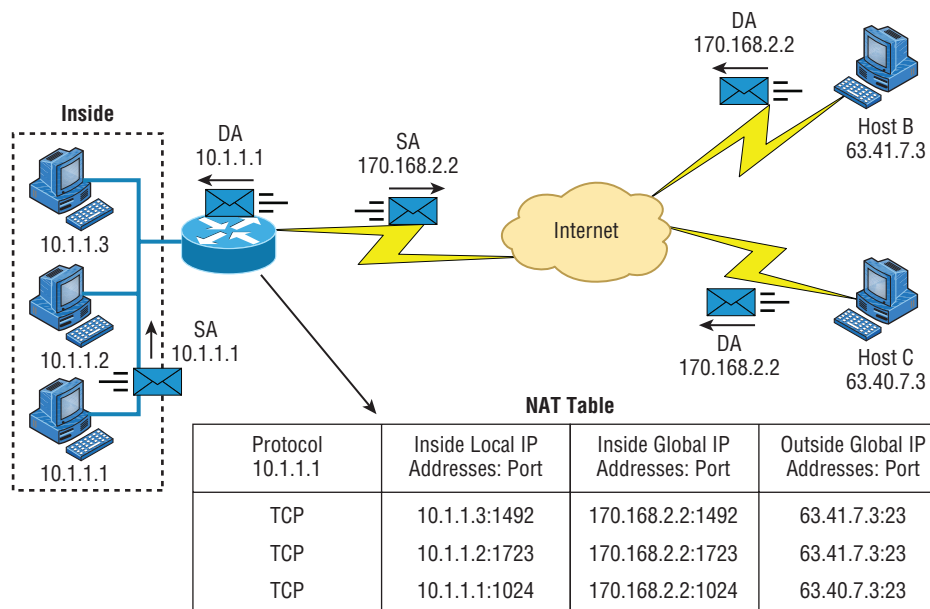 Inside
10.1.1.3
10.1.1.2
10.1.1.1
SA
10.1.1.1
DA
10.1.1.1
SA
170.168.2.2
Internet
DA
170.168.2.2
Host B
63.41.7.3
DA
170.168.2.2
Host C
63.40.7.3
NAT Table
Protocol
10.1.1.1
Inside Local IP
Addresses: Port
Inside Global IP
Addresses: Port
Outside Global IP
Addresses: Port
TCP 10.1.1.3:1492 170.168.2.2:1492 63.41.7.3:23
TCP 10.1.1.2:1723 170.168.2.2:1723 63.41.7.3:23
TCP 10.1.1.1:1024 170.168.2.2:1024 63.40.7.3:23